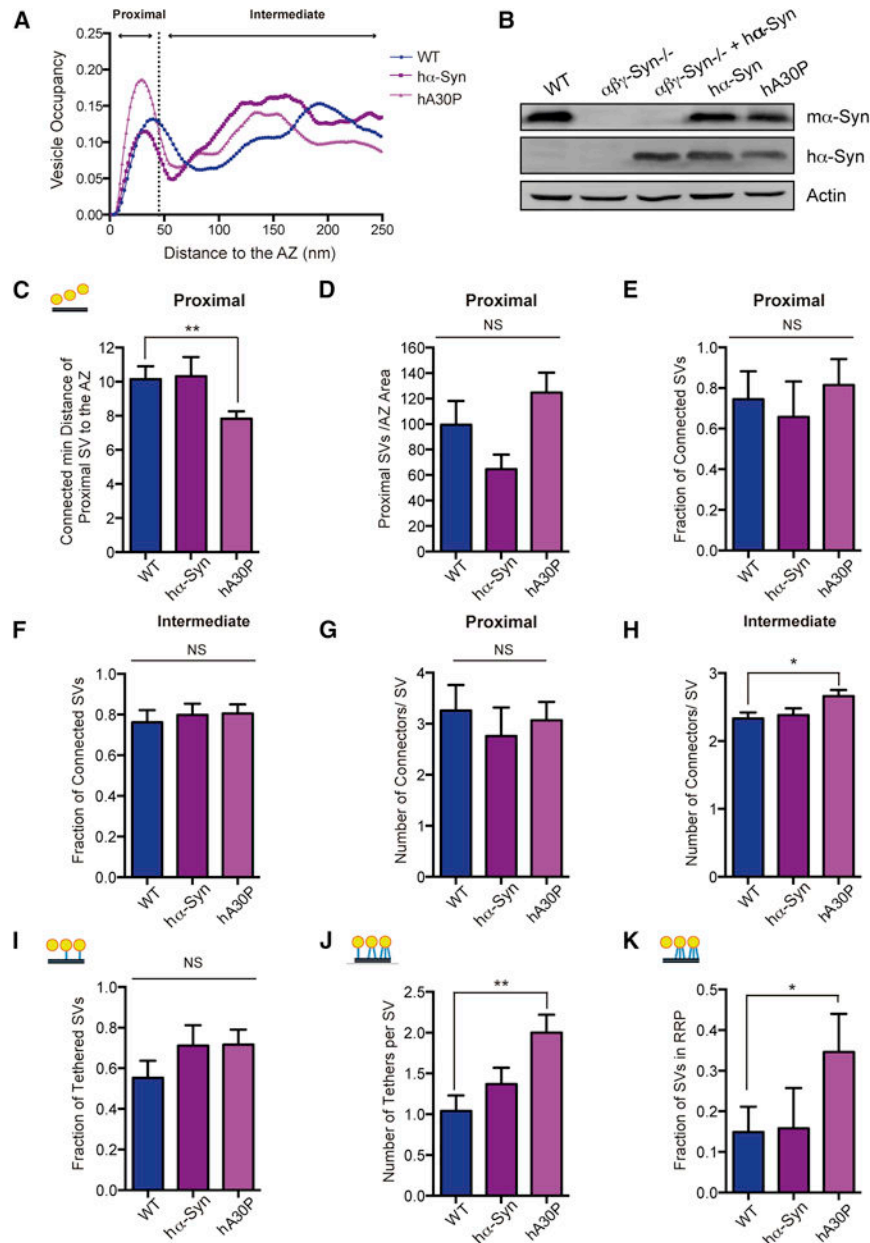 A
Proximal
Intermediate
Vesicle Occupancy
0.25
0.20
0.15
0.10
0.05
0.00
0 50 100 150 200 250
Distance to the AZ (nm)
WT
hα-Syn
hA30P
B
WT
αβγ-Syn-/-
αβγ-Syn-/- + hα-Syn
hα-Syn
hA30P
mα-Syn
hα-Syn
Actin
C
Proximal
**
Connected min Distance of
Proximal SV to the AZ
12
10
8
6
4
2
0
WT
hα-Syn
hA30P
D
Proximal
NS
Proximal SVs /AZ Area
160
140
120
100
80
60
40
20
0
WT
hα-Syn
hA30P
E
Proximal
NS
Fraction of Connected SVs
1.0
0.8
0.6
0.4
0.2
0.0
WT
hα-Syn
hA30P
F
Intermediate
NS
Fraction of Connected SVs
1.0
0.8
0.6
0.4
0.2
0.0
WT
hα-Syn
hA30P
G
Proximal
NS
Number of Connectors/ SV
4
3
2
1
0
WT
hα-Syn
hA30P
H
Intermediate
*
Number of Connectors/ SV
3
2
1
0
WT
hα-Syn
hA30P
I
NS
Fraction of Tethered SVs
1.0
0.8
0.6
0.4
0.2
0.0
WT
hα-Syn
hA30P
J
**
Number of Tethers per SV
2.5
2.0
1.5
1.0
0.5
0.0
WT
hα-Syn
hA30P
K
*
Fraction of SVs in RRP
0.5
0.4
0.3
0.2
0.1
0.0
WT
hα-Syn
hA30P